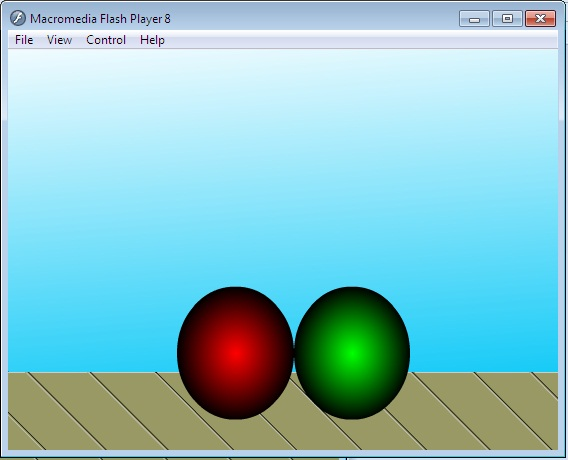 Macromedia Flash Player 8
File View Control Help